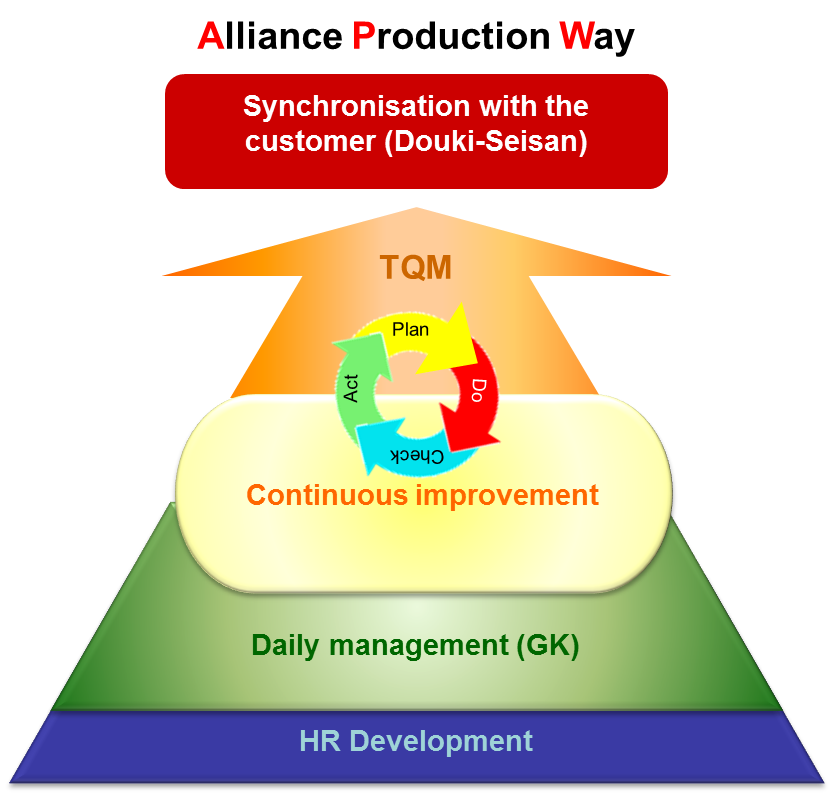 Alliance Production Way
Synchronisation with the
customer (Douki-Seisan)
TQM
Plan
Do
Check
Act
Continuous improvement
Daily management (GK)
HR Development